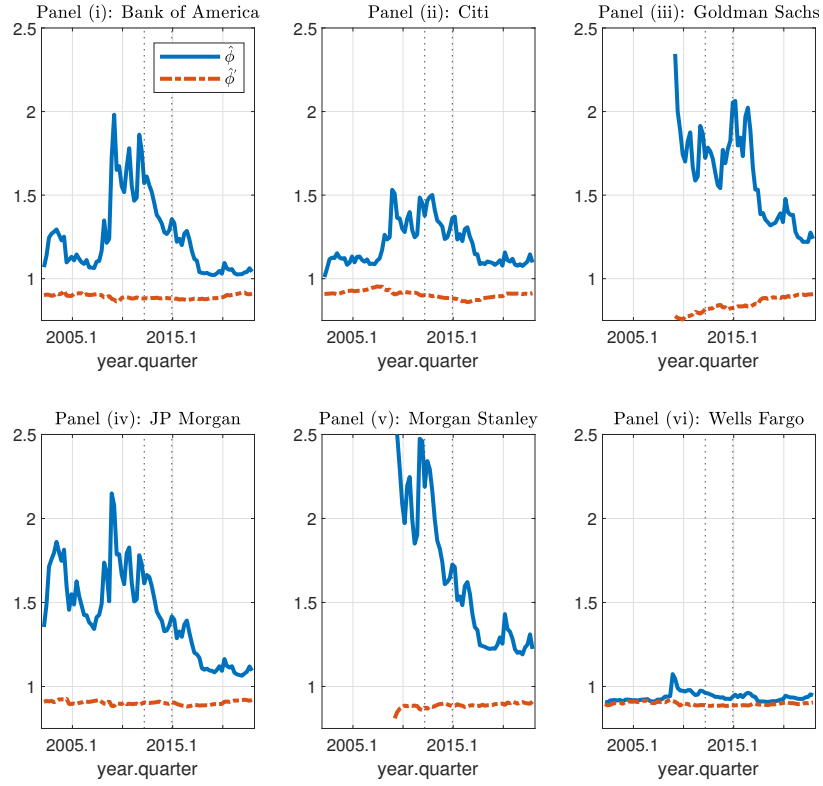 Panel (i): Bank of America
Panel (ii): Citi
Panel (iii): Goldman Sachs
2.5
2
1.5
1
2005.1
2015.1
year.quarter
ϕ̂
ϕ̂′
2.5
2
1.5
1
2005.1
2015.1
year.quarter
2.5
2
1.5
1
2005.1
2015.1
year.quarter
Panel (iv): JP Morgan
Panel (v): Morgan Stanley
Panel (vi): Wells Fargo
2.5
2
1.5
1
2005.1
2015.1
year.quarter
2.5
2
1.5
1
2005.1
2015.1
year.quarter
2.5
2
1.5
1
2005.1
2015.1
year.quarter